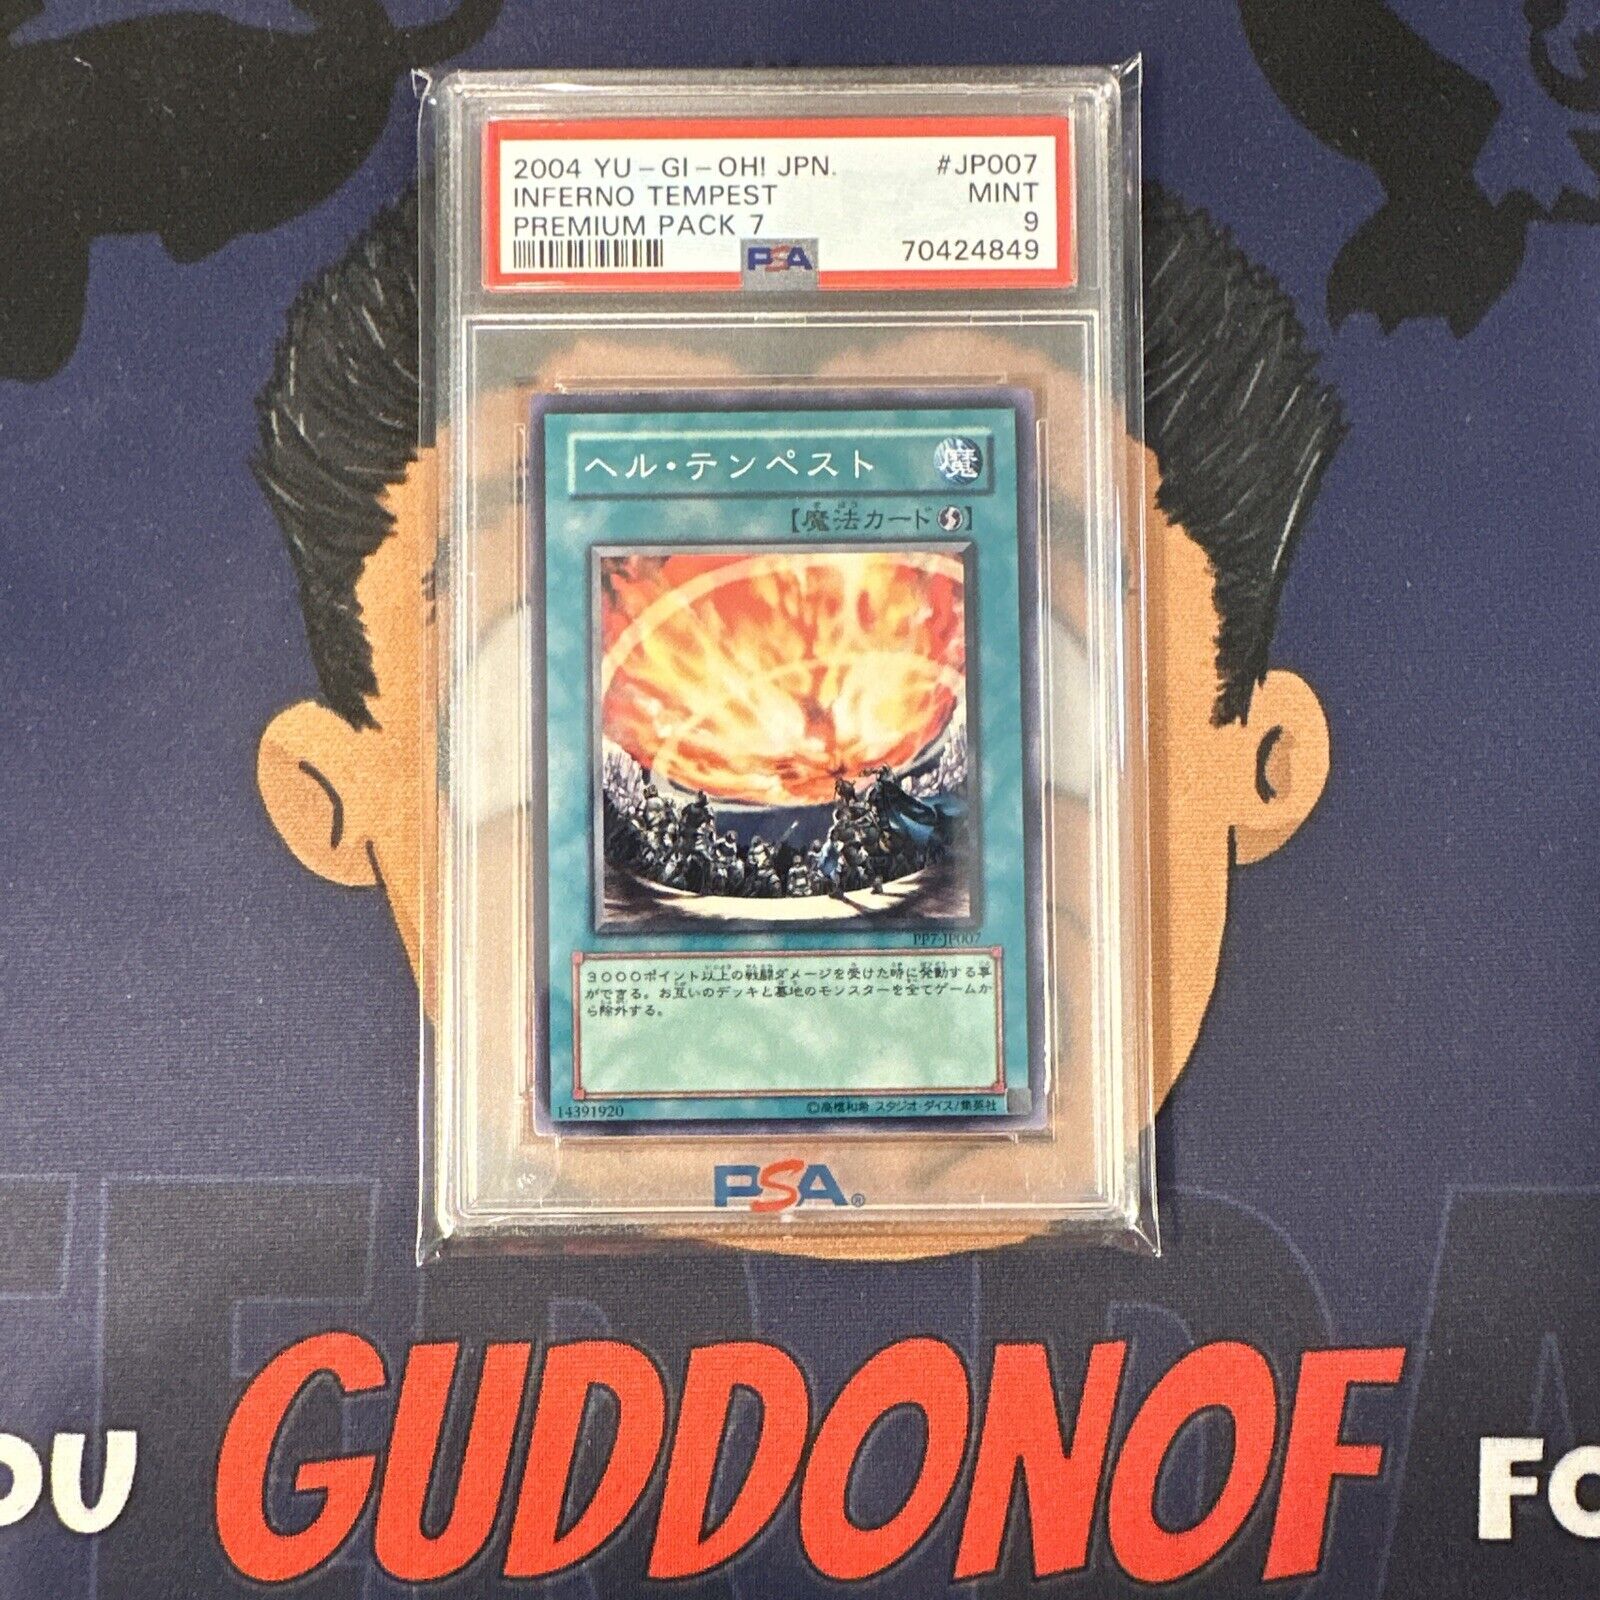 2004 YU-GI-OH! JPN. #JP007
INFERNO TEMPEST MINT
PREMIUM PACK 7 9
PSA 70424849
ヘル・テンペスト 魔
【魔法カード】
PP7-JP007
3000ポイント以上の戦闘ダメージを受けた時に発動する事
ができる。お互いのデッキと墓地のモンスターを全てゲームか
ら除外する。
14391920 ©高橋和希 スタジオ・ダイス/集英社
PSA®
OU GUDDONOF FO